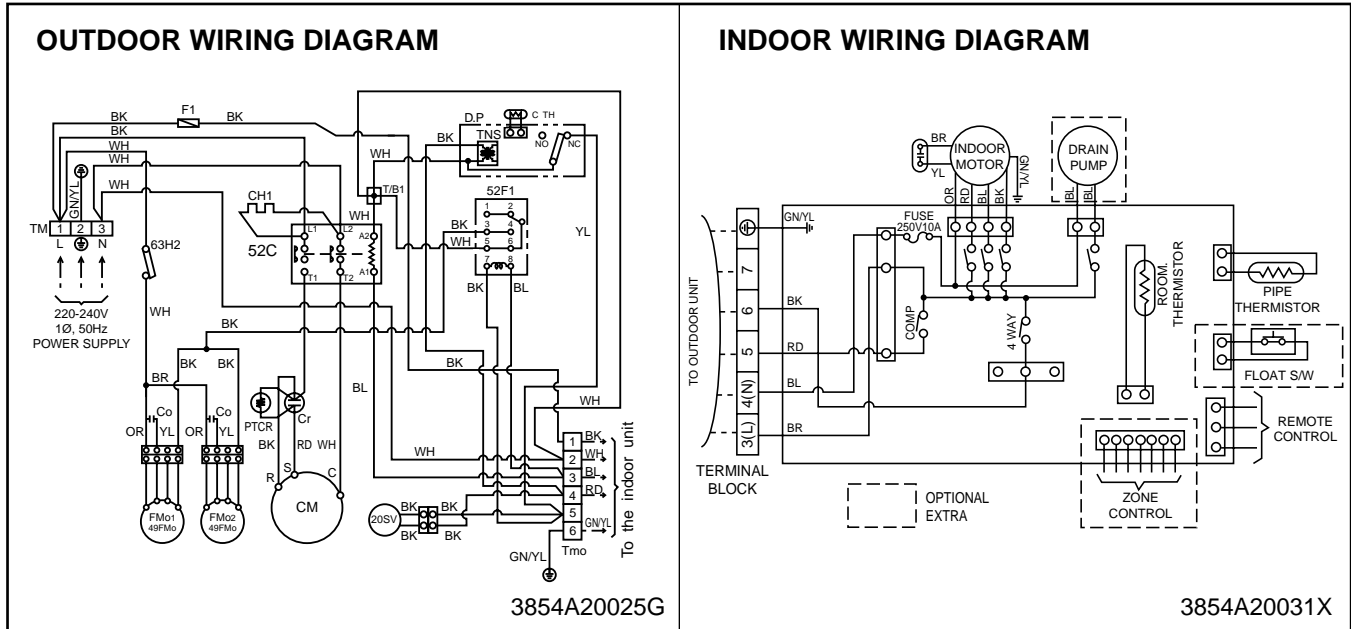 OUTDOOR WIRING DIAGRAM
BK
F1
BK
BK
WH
WH
WH
GN/YL
TM 1 2 3
L N
220-240V
1Ø, 50Hz
POWER SUPPLY
63H2
WH
CH1
52C
L1 L2 A2
T1 T2 A1
WH
WH
T/B1
D.P
C TH
BK
TNS
NO
NC
52F1
1 2
3 4
5 6
7 8
BK
WH
BK BL
YL
BK
BK BK
BR
Co Co
OR YL OR YL
FMo1
49FMo
FMo2
49FMo
PTCR
Cr
BK RD WH
R S C
CM
BL
BK
WH
WH
20SV
BK BK
BK BK
1 BK
2 WH
3 BL
4 RD
5
6 GN/YL
Tmo
GN/YL
To the indoor unit
3854A20025G
INDOOR WIRING DIAGRAM
BR
YL
INDOOR
MOTOR
GN/YL
OR RD BL BK
DRAIN
PUMP
BL BL
GN/YL
FUSE
250V10A
TO OUTDOOR UNIT
7
6
5
4(N)
3(L)
BK
RD
BL
BR
COMP
4 WAY
ROOM.
THERMISTOR
PIPE
THERMISTOR
FLOAT S/W
REMOTE
CONTROL
ZONE
CONTROL
TERMINAL
BLOCK
OPTIONAL
EXTRA
3854A20031X